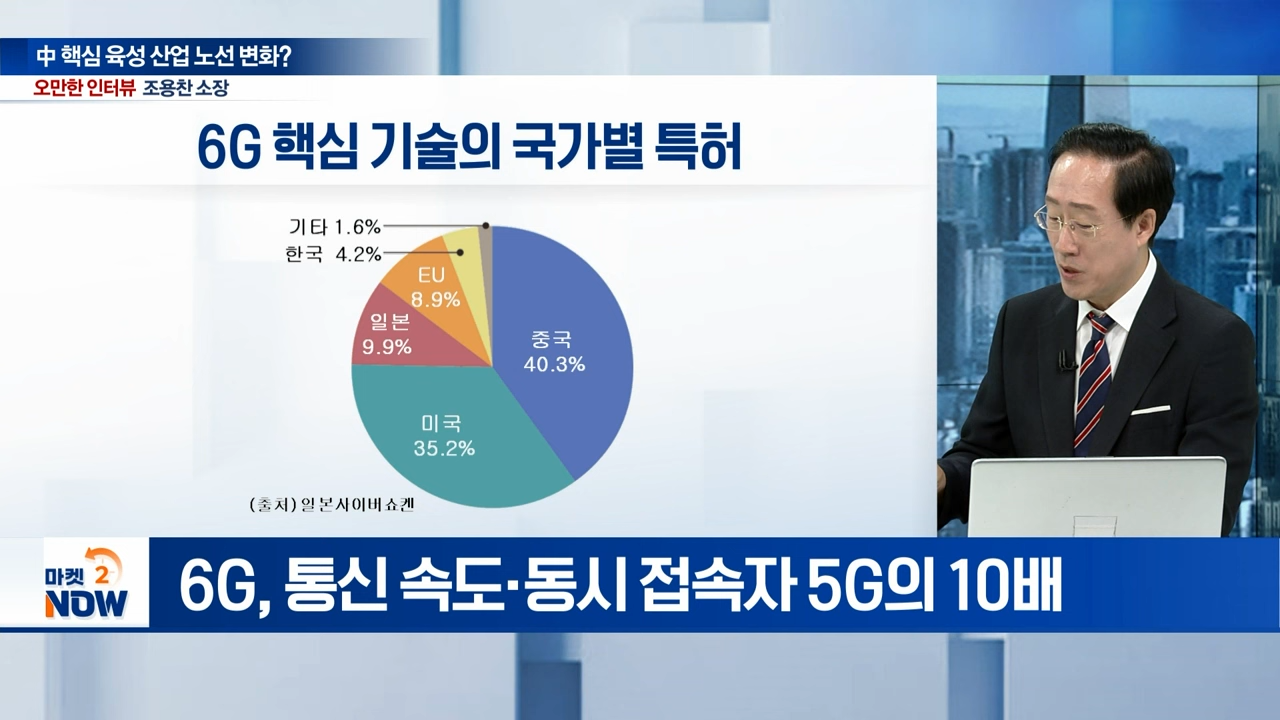 中 핵심 육성 산업 노선 변화?
오만한 인터뷰 조용찬 소장
6G 핵심 기술의 국가별 특허
기타 1.6%
한국 4.2%
EU
8.9%
일본
9.9%
중국
40.3%
미국
35.2%
(출처)일본사이버쇼켄
마켓 2
NOW
6G, 통신 속도·동시 접속자 5G의 10배